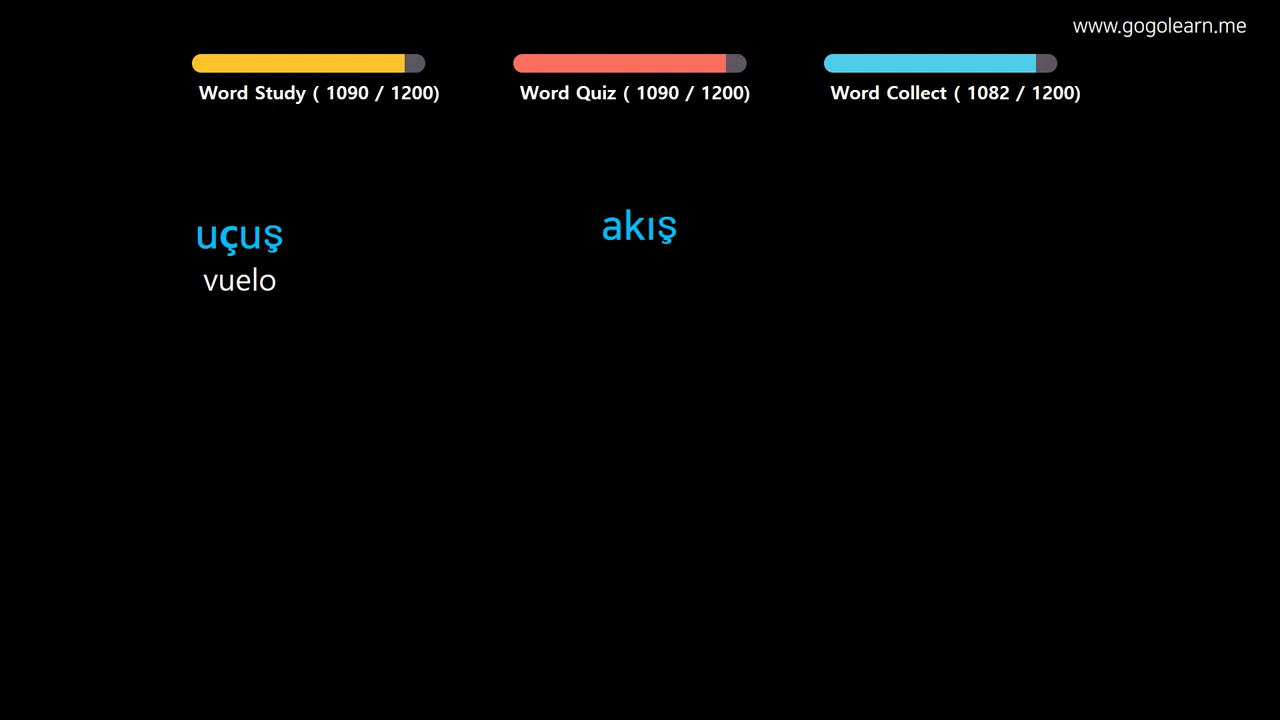 www.gogolearn.me
Word Study ( 1090 / 1200)
Word Quiz ( 1090 / 1200)
Word Collect ( 1082 / 1200)
uçuş
vuelo
akış